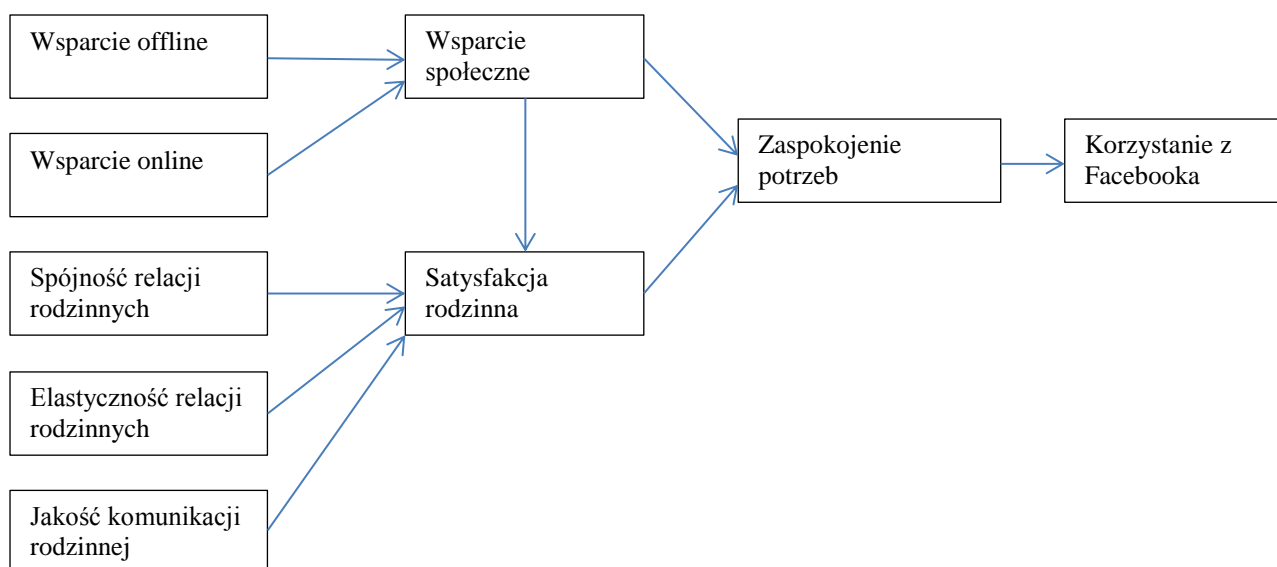 Wsparcie offline
Wsparcie
społeczne
Wsparcie online
Zaspokojenie
potrzeb
Korzystanie z
Facebooka
Spójność relacji
rodzinnych
Satysfakcja
rodzinna
Elastyczność relacji
rodzinnych
Jakość komunikacji
rodzinnej